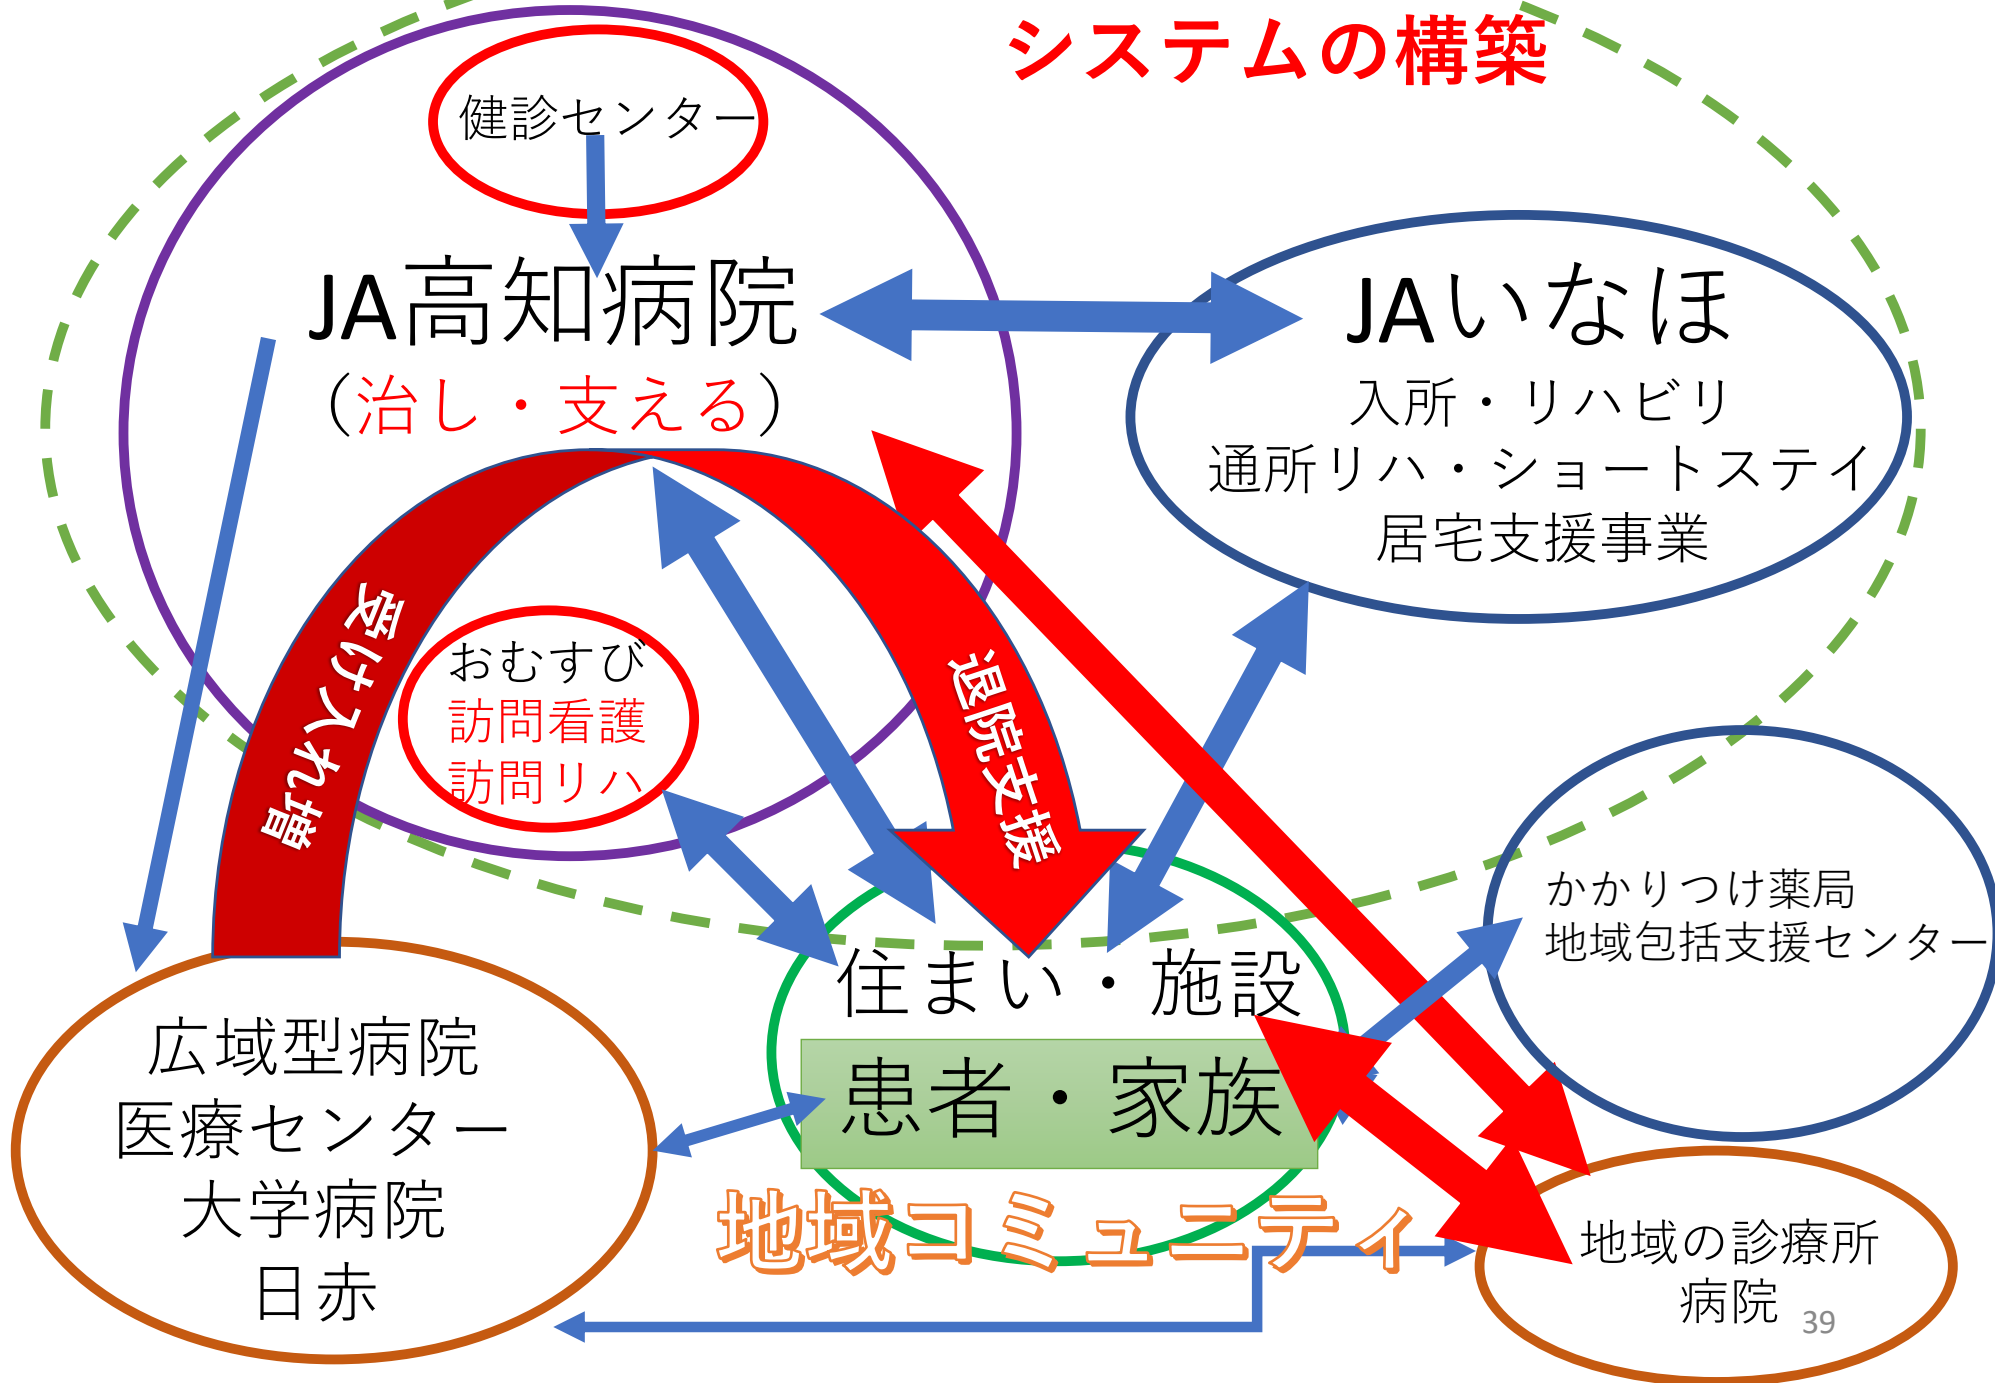 システムの構築
健診センター
JA高知病院
（治し・支える）
JAいなほ
入所・リハビリ
通所リハ・ショートステイ
居宅支援事業
受け入れ増
退院支援
おむすび
訪問看護
訪問リハ
かかりつけ薬局
地域包括支援センター
住まい・施設
患者・家族
地域コミュニティ
広域型病院
医療センター
大学病院
日赤
地域の診療所
病院
39